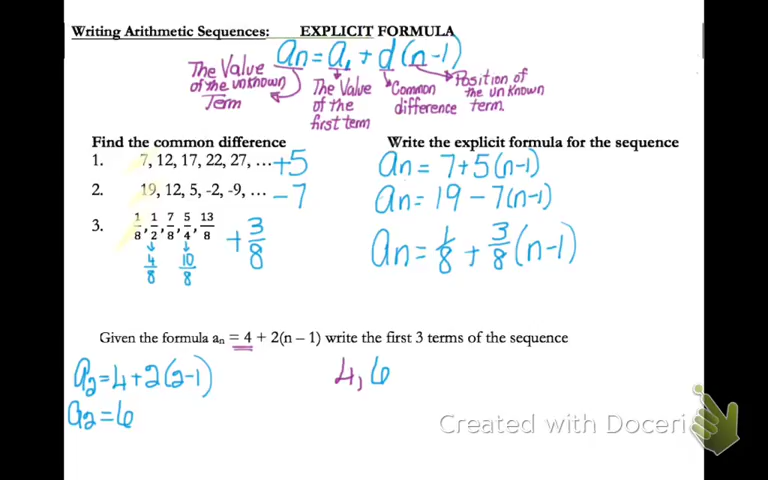 Writing Arithmetic Sequences: EXPLICIT FORMULA
an = a1 + d (n-1)
The Value of the unknown Term
The Value of the first term
Common difference
Position of the unknown term.
Find the common difference
Write the explicit formula for the sequence
1. 7, 12, 17, 22, 27, … +5
an = 7+5(n-1)
2. 19, 12, 5, -2, -9, … -7
an = 19 - 7(n-1)
3. 1/8, 1/2, 7/8, 5/4, 13/8 + 3/8
4/8 10/8
an = 1/8 + 3/8 (n-1)
Given the formula an = 4 + 2(n – 1) write the first 3 terms of the sequence
a2 = 4+2(2-1)
4, 6
a2 = 6
Created with Doceri